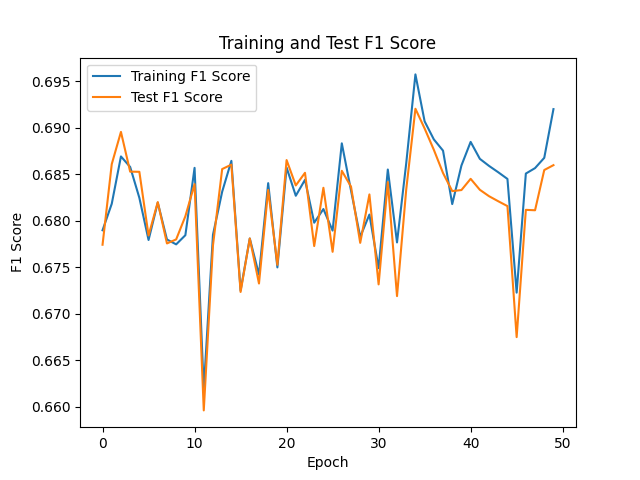 Training and Test F1 Score
Training F1 Score
Test F1 Score
0.695
0.690
0.685
0.680
0.675
0.670
0.665
0.660
F1 Score
0 10 20 30 40 50
Epoch